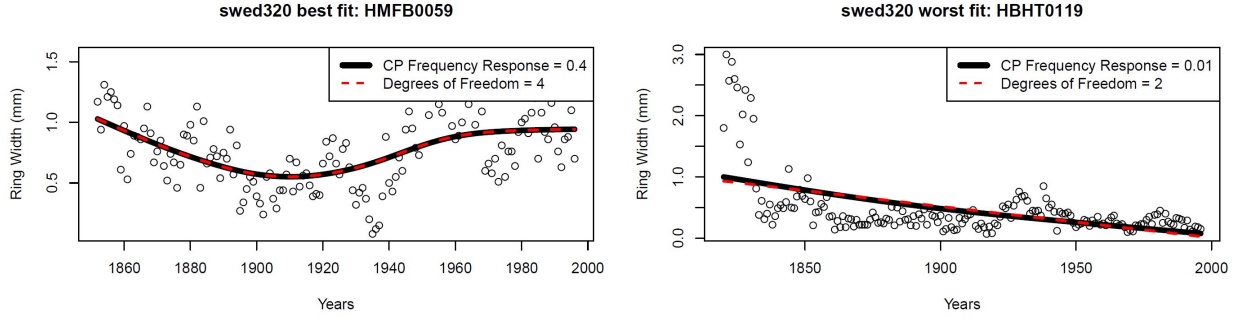 swed320 best fit: HMFB0059
CP Frequency Response = 0.4
Degrees of Freedom = 4
Ring Width (mm)
1.5
1.0
0.5
1860 1880 1900 1920 1940 1960 1980 2000
Years
swed320 worst fit: HBHT0119
CP Frequency Response = 0.01
Degrees of Freedom = 2
Ring Width (mm)
3.0
2.0
1.0
0.0
1850 1900 1950 2000
Years